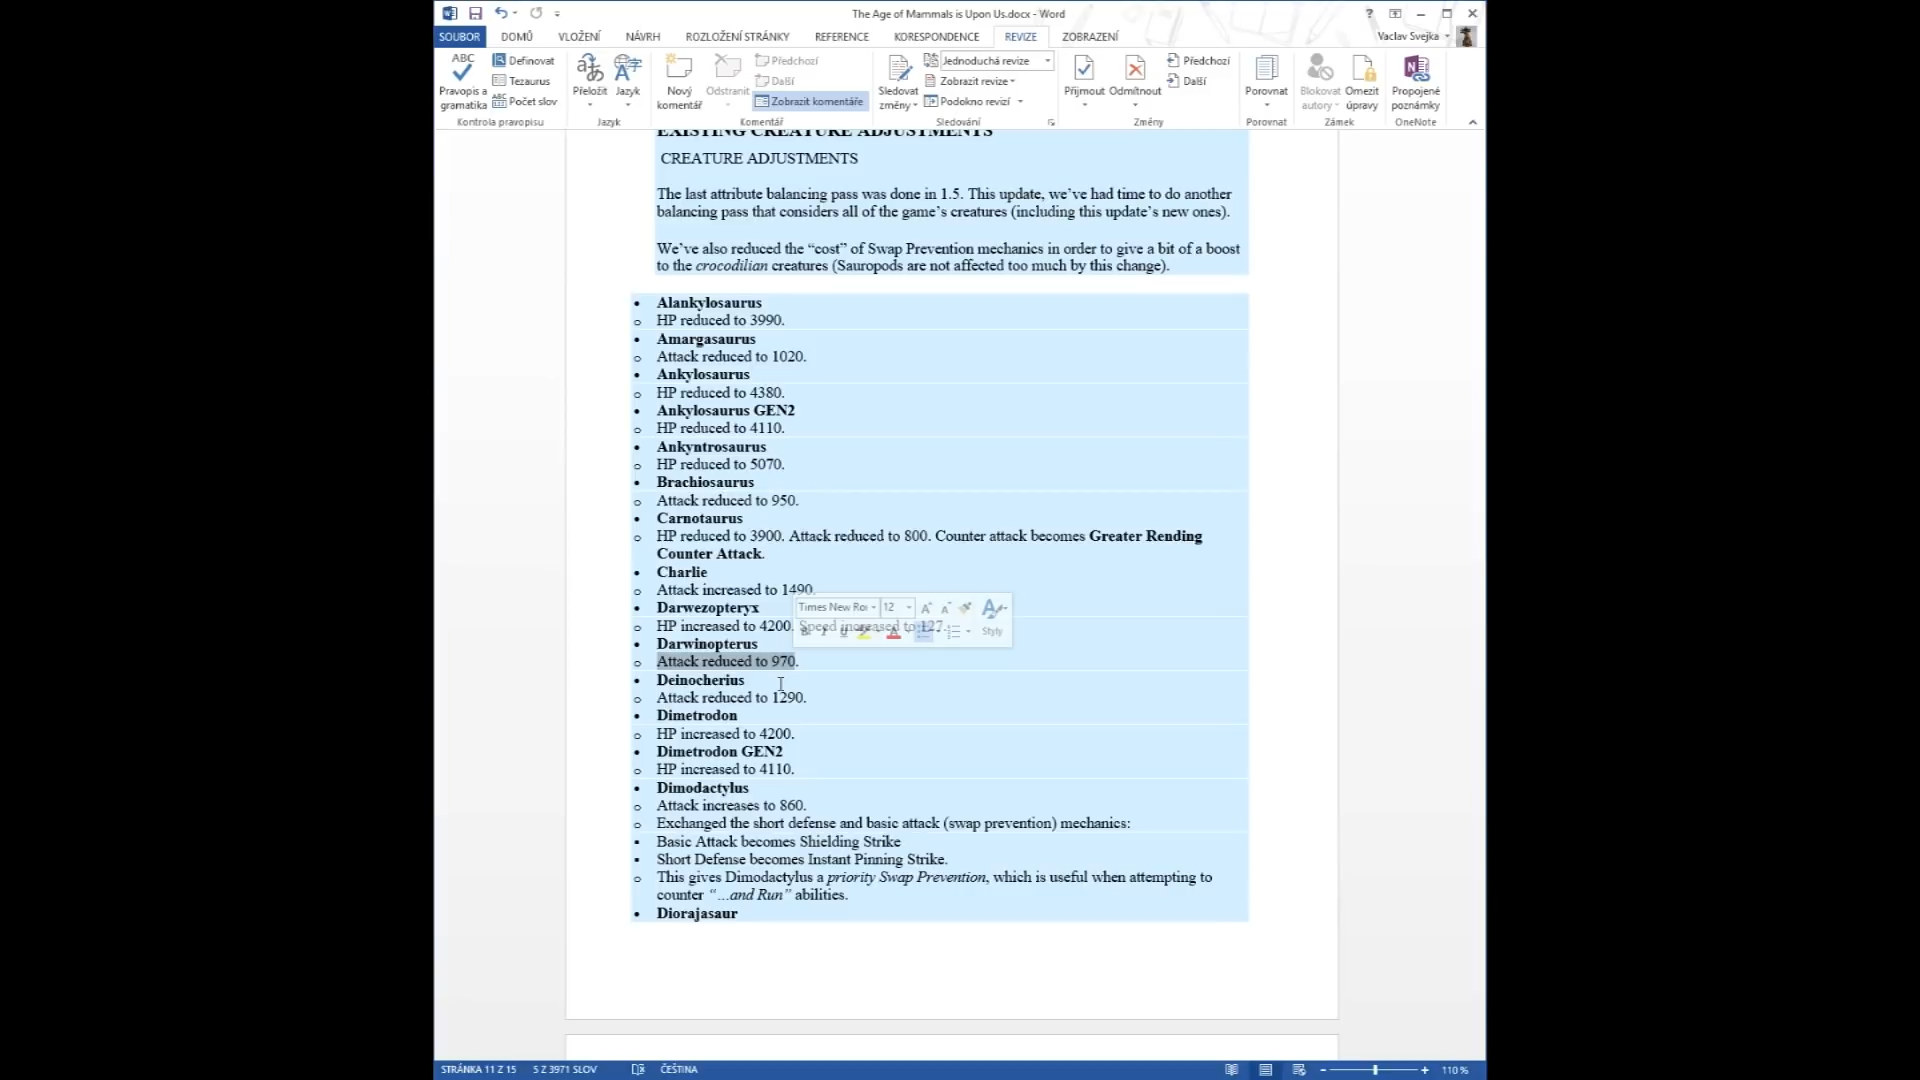 The Age of Mammals is Upon Us.docx - Word
SOUBOR DOMŮ VLOŽENÍ NÁVRH ROZLOŽENÍ STRÁNKY REFERENCE KORESPONDENCE REVIZE ZOBRAZENÍ Vaclav Svejka
ABC Pravopis a gramatika
Definovat
Tezaurus
ABC Počet slov
Kontrola pravopisu
Přeložit Jazyk
Jazyk
Nový komentář Odstranit
Předchozí
Další
Zobrazit komentáře
Komentář
Sledovat změny
Jednoduchá revize
Zobrazit revize
Podokno revizí
Sledování
Přijmout Odmítnout
Předchozí
Další
Změny
Porovnat
Porovnat
Blokovat autory Omezit úpravy
Zámek
Propojené poznámky
OneNote
EXISTING CREATURE ADJUSTMENTS
CREATURE ADJUSTMENTS
The last attribute balancing pass was done in 1.5. This update, we’ve had time to do another
balancing pass that considers all of the game’s creatures (including this update’s new ones).
We’ve also reduced the “cost” of Swap Prevention mechanics in order to give a bit of a boost
to the crocodilian creatures (Sauropods are not affected too much by this change).
• Alankylosaurus
o HP reduced to 3990.
• Amargasaurus
o Attack reduced to 1020.
• Ankylosaurus
o HP reduced to 4380.
• Ankylosaurus GEN2
o HP reduced to 4110.
• Ankyntrosaurus
o HP reduced to 5070.
• Brachiosaurus
o Attack reduced to 950.
• Carnotaurus
o HP reduced to 3900. Attack reduced to 800. Counter attack becomes Greater Rending
Counter Attack.
• Charlie
o Attack increased to 1490.
• Darwezopteryx
Times New Ro 12
o HP increased to 4200. Speed increased to 127.
Styly
• Darwinopterus
o Attack reduced to 970.
• Deinocherius
o Attack reduced to 1290.
• Dimetrodon
o HP increased to 4200.
• Dimetrodon GEN2
o HP increased to 4110.
• Dimodactylus
o Attack increases to 860.
o Exchanged the short defense and basic attack (swap prevention) mechanics:
▪ Basic Attack becomes Shielding Strike
▪ Short Defense becomes Instant Pinning Strike.
o This gives Dimodactylus a priority Swap Prevention, which is useful when attempting to
counter “…and Run” abilities.
• Diorajasaur
STRÁNKA 11 Z 15 5 Z 3971 SLOV ČEŠTINA 110 %